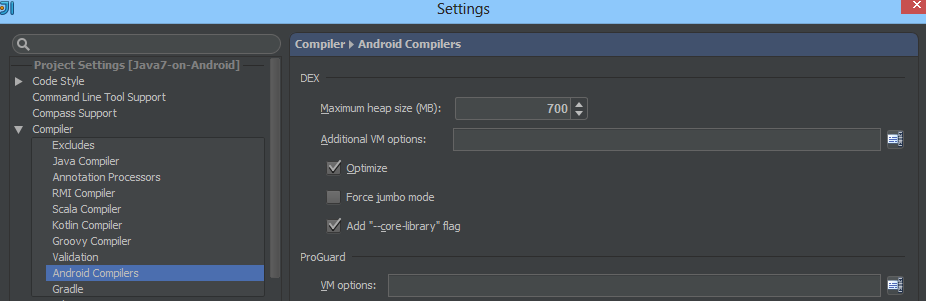 Settings
Project Settings [Java7-on-Android]
Code Style
Command Line Tool Support
Compass Support
Compiler
Excludes
Java Compiler
Annotation Processors
RMI Compiler
Scala Compiler
Kotlin Compiler
Groovy Compiler
Validation
Android Compilers
Gradle
Compiler ▸ Android Compilers
DEX
Maximum heap size (MB): 700
Additional VM options:
Optimize
Force jumbo mode
Add "--core-library" flag
ProGuard
VM options: